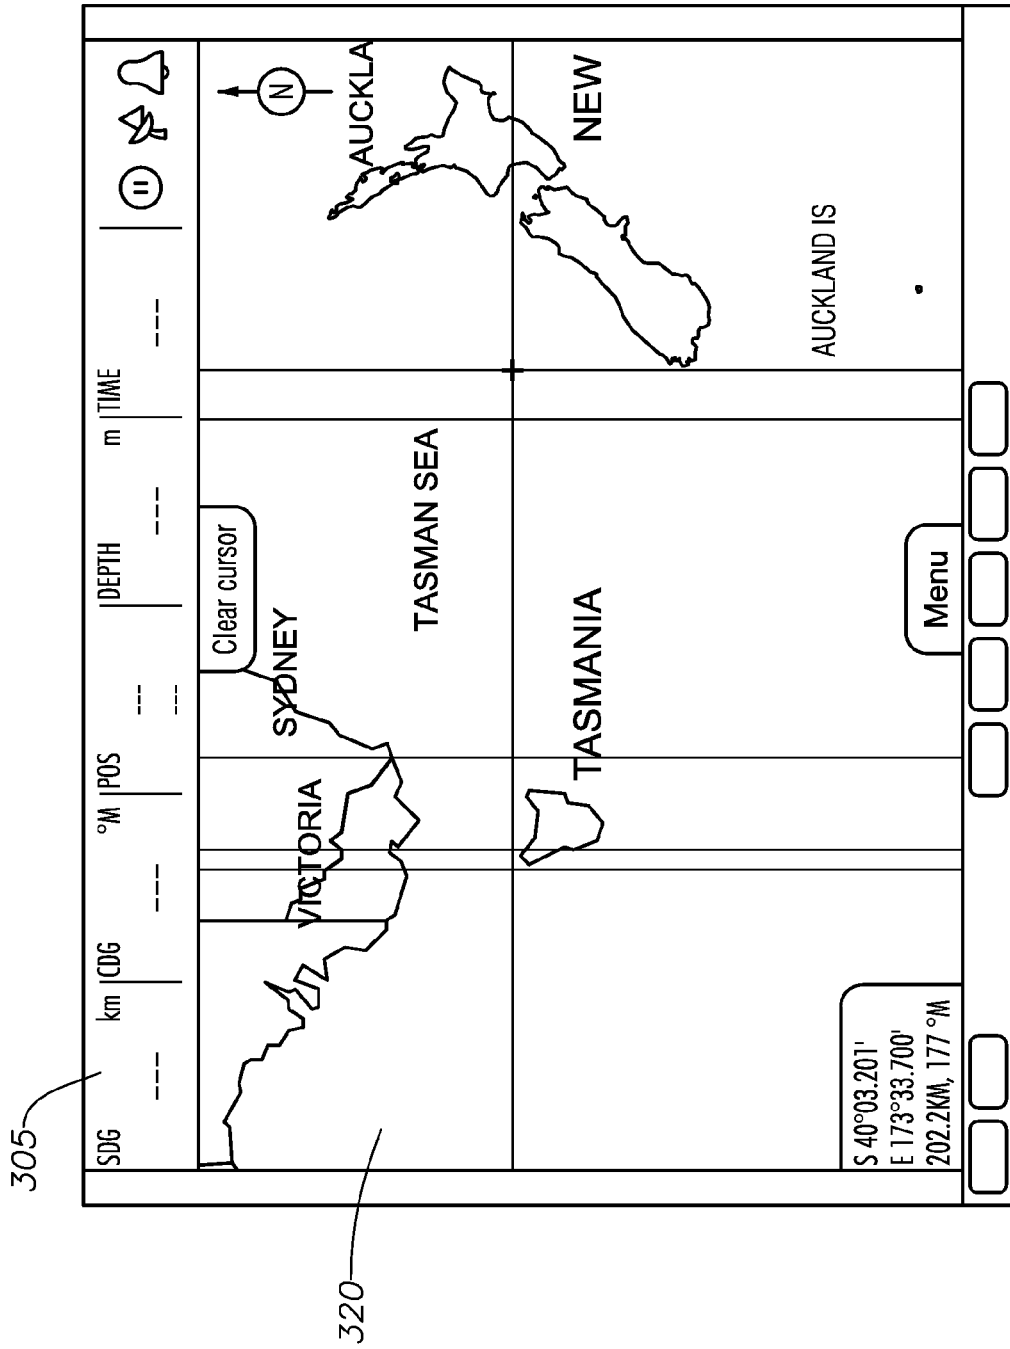 305
SDG
---
km
CDG
---
°M
POS
---
---
DEPTH
---
m
TIME
---
N
Clear cursor
SYDNEY
VICTORIA
AUCKLA
TASMAN SEA
TASMANIA
NEW
AUCKLAND IS
320
S 40°03.201'
E 173°33.700'
202.2KM, 177 °M
Menu